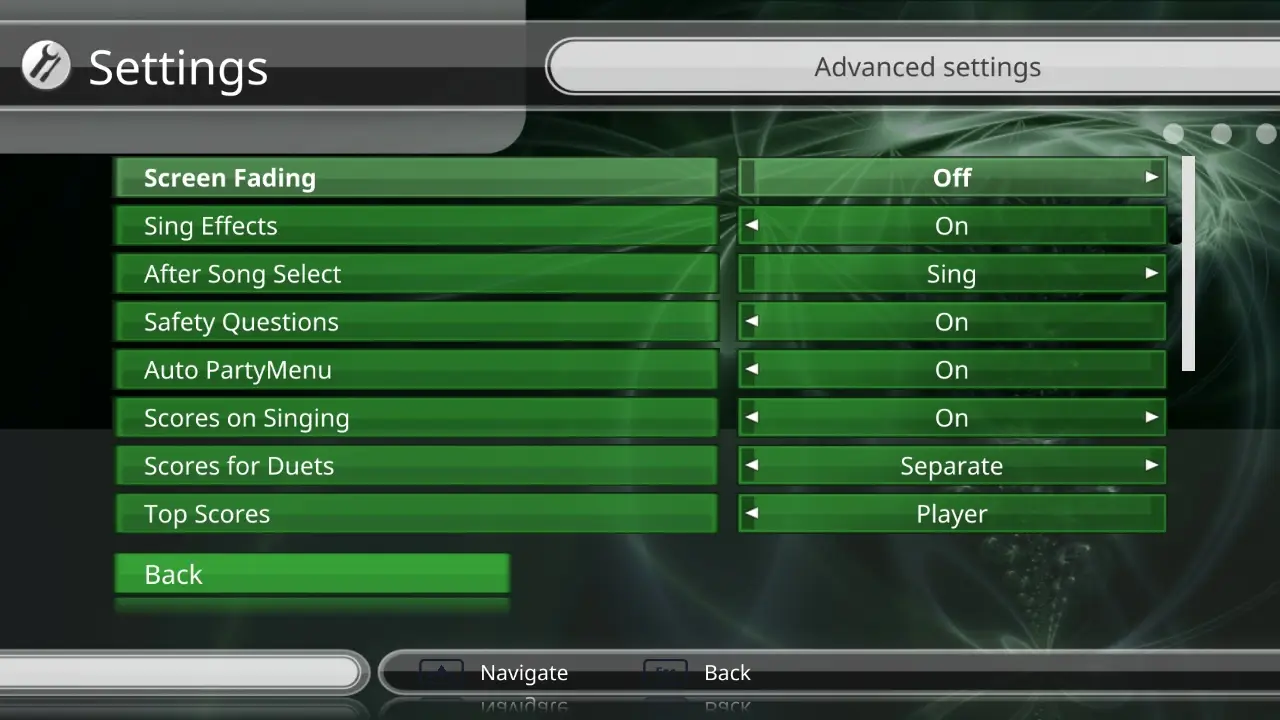 Settings
Advanced settings
Screen Fading Off
Sing Effects On
After Song Select Sing
Safety Questions On
Auto PartyMenu On
Scores on Singing On
Scores for Duets Separate
Top Scores Player
Back
Navigate Esc Back